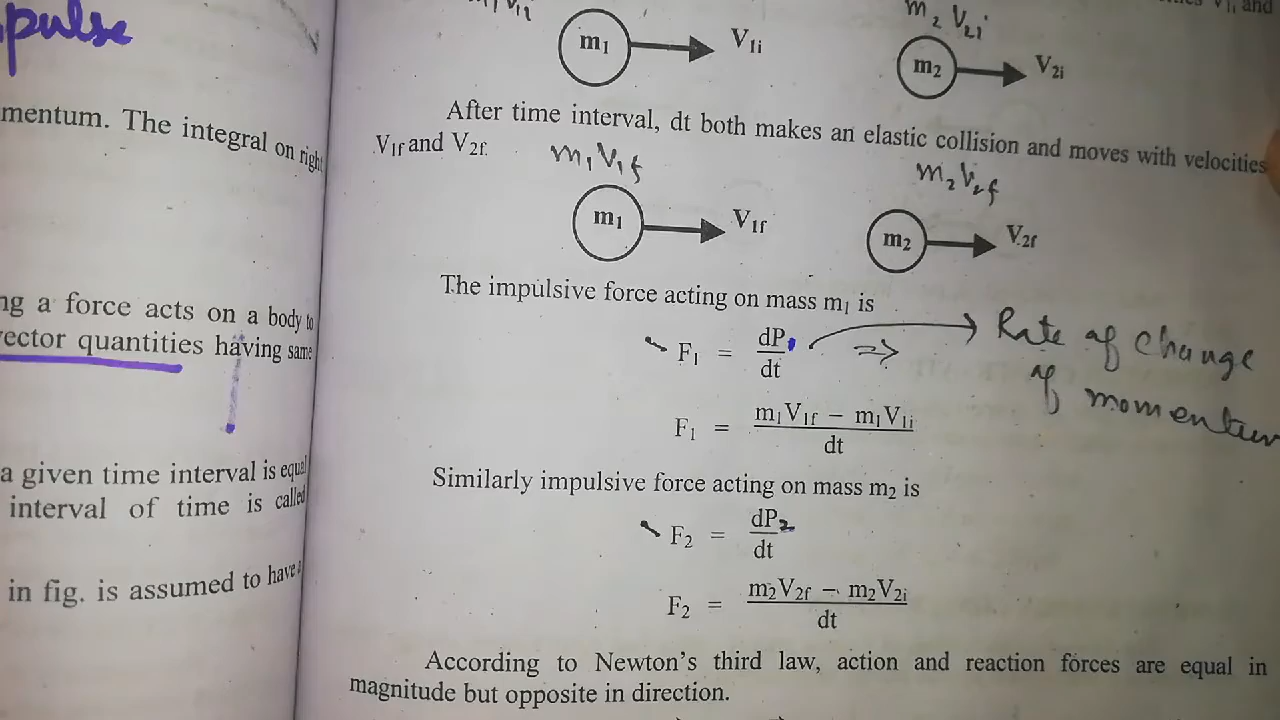 pulse
mentum. The integral on right
ng a force acts on a body to
vector quantities having same
a given time interval is equal
interval of time is called
in fig. is assumed to have a
m₂ V₂i
m₁ V₁i
m₂ V₂i
After time interval, dt both makes an elastic collision and moves with velocities
V₁f and V₂f.
m₁V₁f
m₂V₂f
m₁ V₁f
m₂ V₂f
The impulsive force acting on mass m₁ is
F₁ = dP₁/dt ⇒ Rate of change
of momentum
F₁ = (m₁V₁f − m₁V₁i)/dt
Similarly impulsive force acting on mass m₂ is
F₂ = dP₂/dt
F₂ = (m₂V₂f − m₂V₂i)/dt
According to Newton's third law, action and reaction forces are equal in
magnitude but opposite in direction.